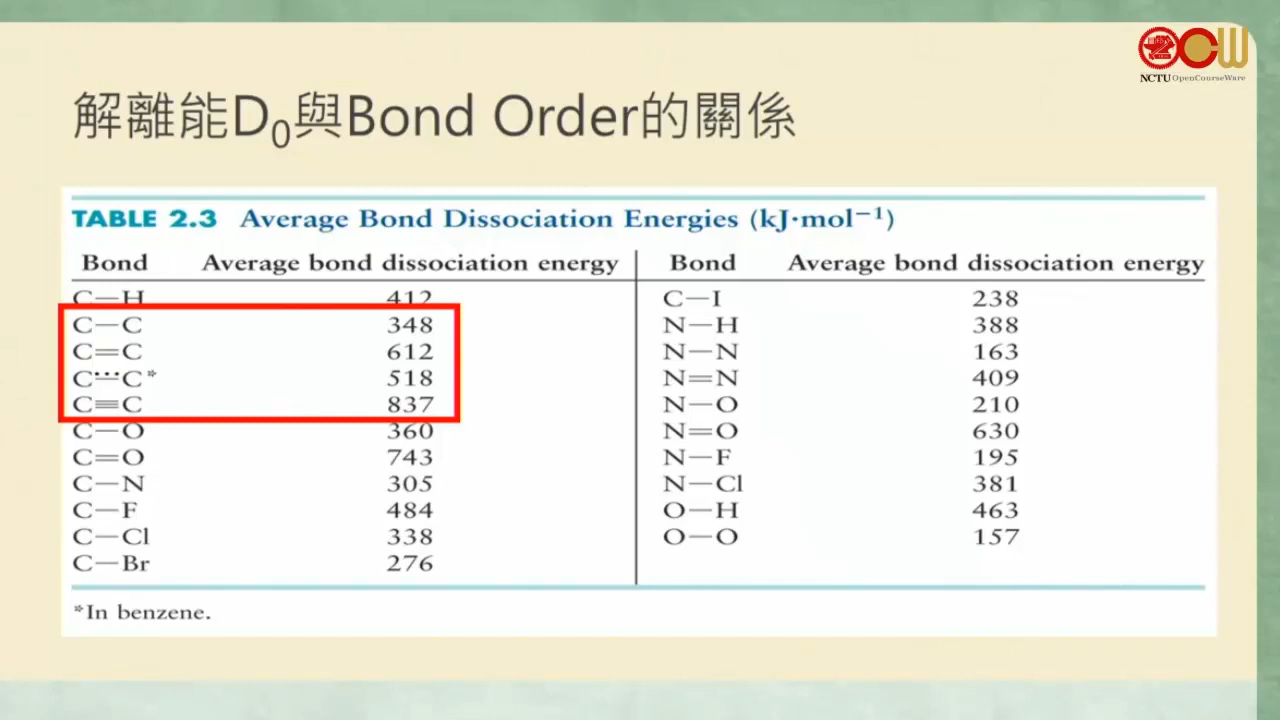 OCW
NCTU OpenCourseWare
解離能D₀與Bond Order的關係
TABLE 2.3 Average Bond Dissociation Energies (kJ·mol⁻¹)
Bond Average bond dissociation energy Bond Average bond dissociation energy
C—H 412 C—I 238
C—C 348 N—H 388
C═C 612 N—N 163
C┅C* 518 N═N 409
C≡C 837 N—O 210
C—O 360 N═O 630
C═O 743 N—F 195
C—N 305 N—Cl 381
C—F 484 O—H 463
C—Cl 338 O—O 157
C—Br 276
*In benzene.